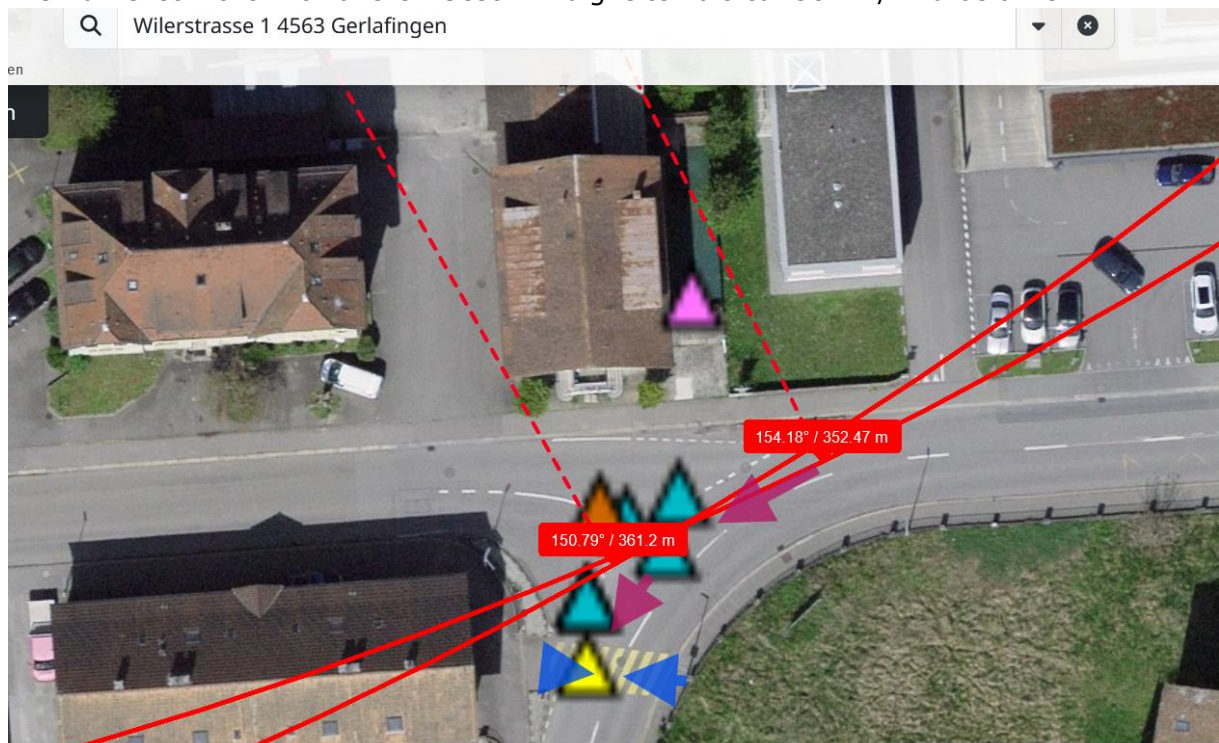 Wilerstrasse 1 4563 Gerlafingen
en
n
154.18° / 352.47 m
150.79° / 361.2 m